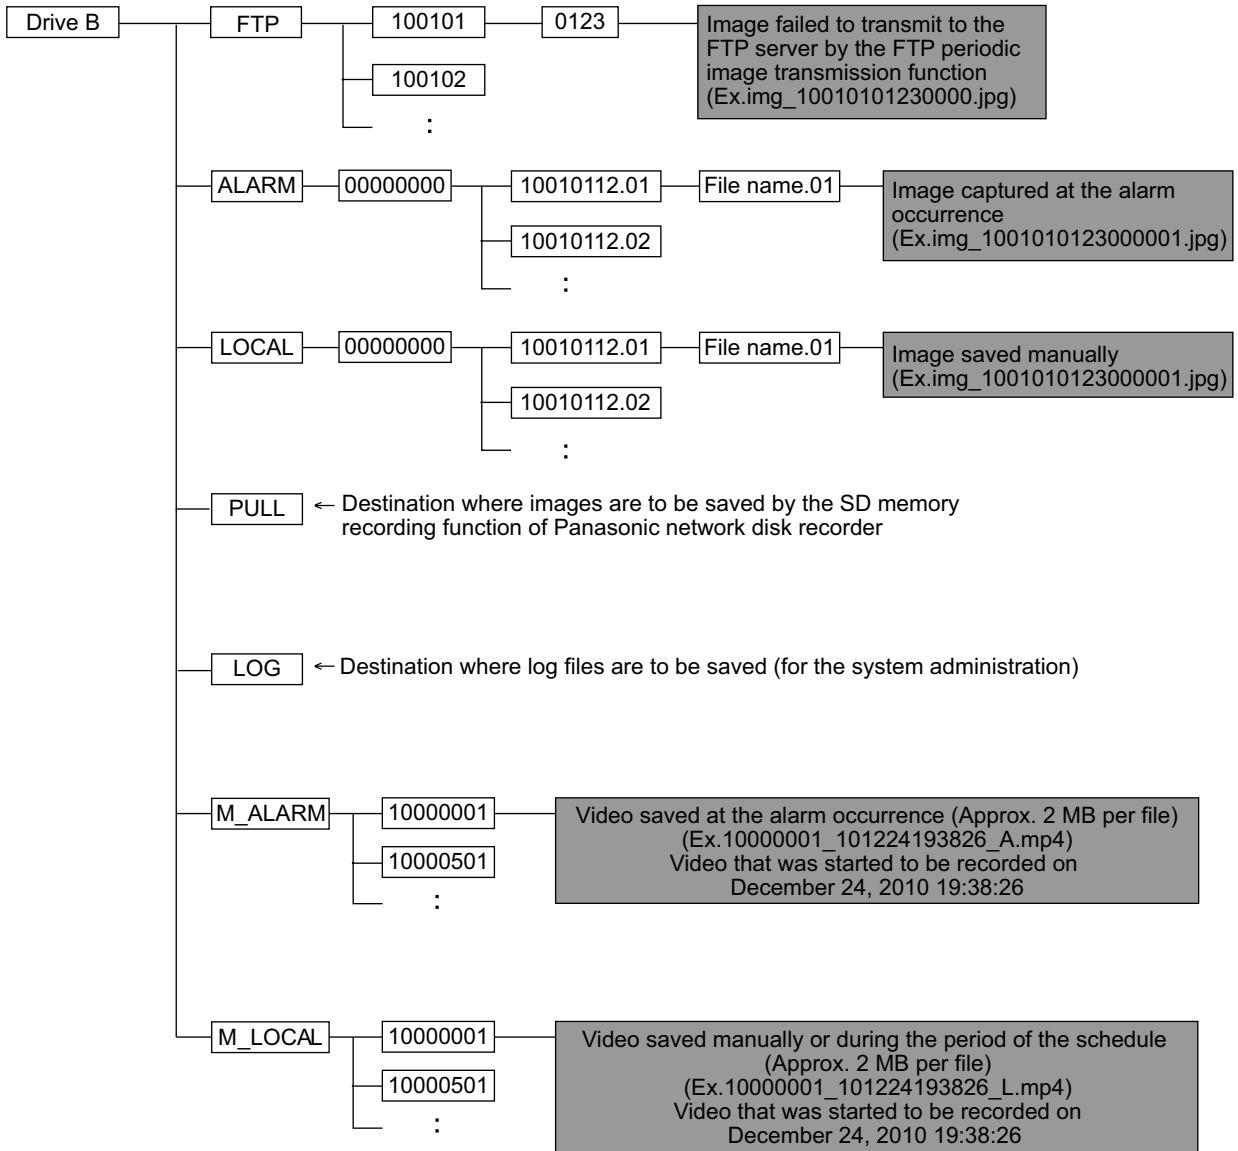 Drive B
FTP
100101
0123
Image failed to transmit to the
FTP server by the FTP periodic
image transmission function
(Ex.img_10010101230000.jpg)
100102
:
ALARM
00000000
10010112.01
File name.01
Image captured at the alarm
occurrence
(Ex.img_1001010123000001.jpg)
10010112.02
:
LOCAL
00000000
10010112.01
File name.01
Image saved manually
(Ex.img_1001010123000001.jpg)
10010112.02
:
PULL
← Destination where images are to be saved by the SD memory
recording function of Panasonic network disk recorder
LOG
← Destination where log files are to be saved (for the system administration)
M_ALARM
10000001
Video saved at the alarm occurrence (Approx. 2 MB per file)
(Ex.10000001_101224193826_A.mp4)
Video that was started to be recorded on
December 24, 2010 19:38:26
10000501
:
M_LOCAL
10000001
Video saved manually or during the period of the schedule
(Approx. 2 MB per file)
(Ex.10000001_101224193826_L.mp4)
Video that was started to be recorded on
December 24, 2010 19:38:26
10000501
: